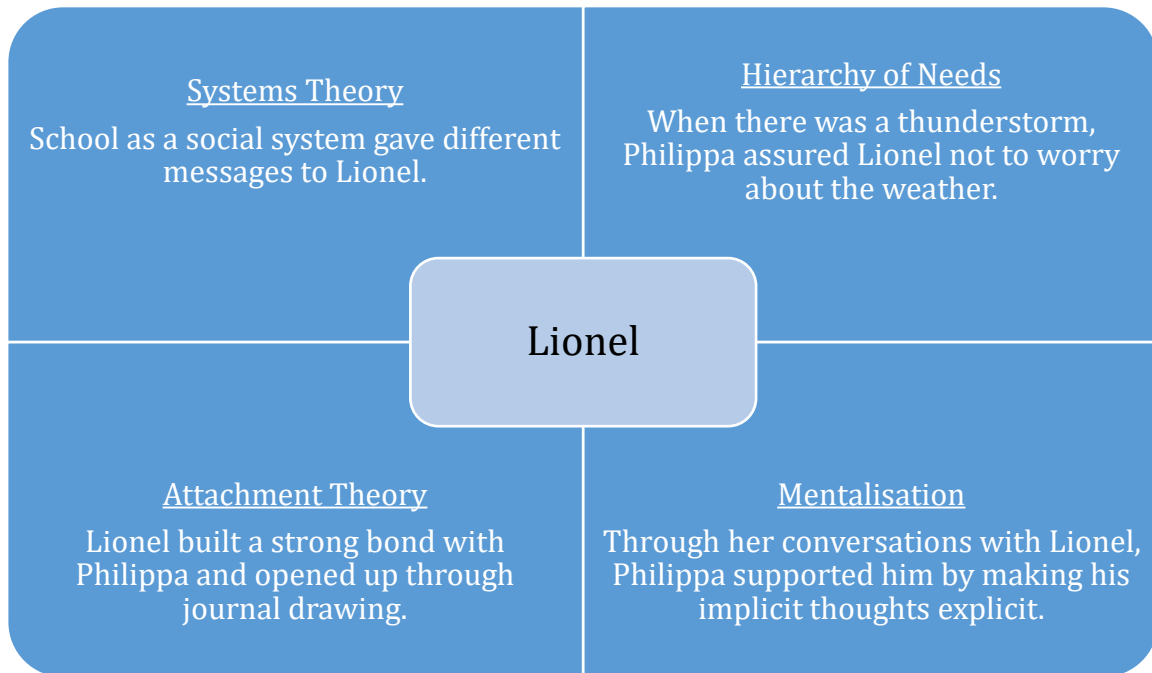 Systems Theory
School as a social system gave different
messages to Lionel.
Hierarchy of Needs
When there was a thunderstorm,
Philippa assured Lionel not to worry
about the weather.
Lionel
Attachment Theory
Lionel built a strong bond with
Philippa and opened up through
journal drawing.
Mentalisation
Through her conversations with Lionel,
Philippa supported him by making his
implicit thoughts explicit.